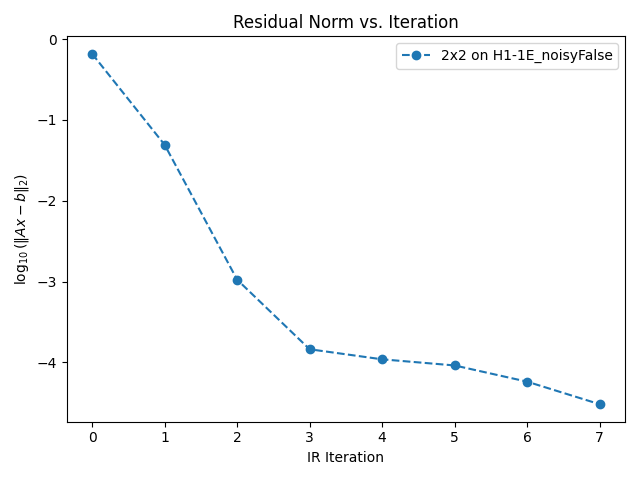 Residual Norm vs. Iteration
2x2 on H1-1E_noisyFalse
log₁₀(‖Ax − b‖₂)
0
−1
−2
−3
−4
0 1 2 3 4 5 6 7
IR Iteration